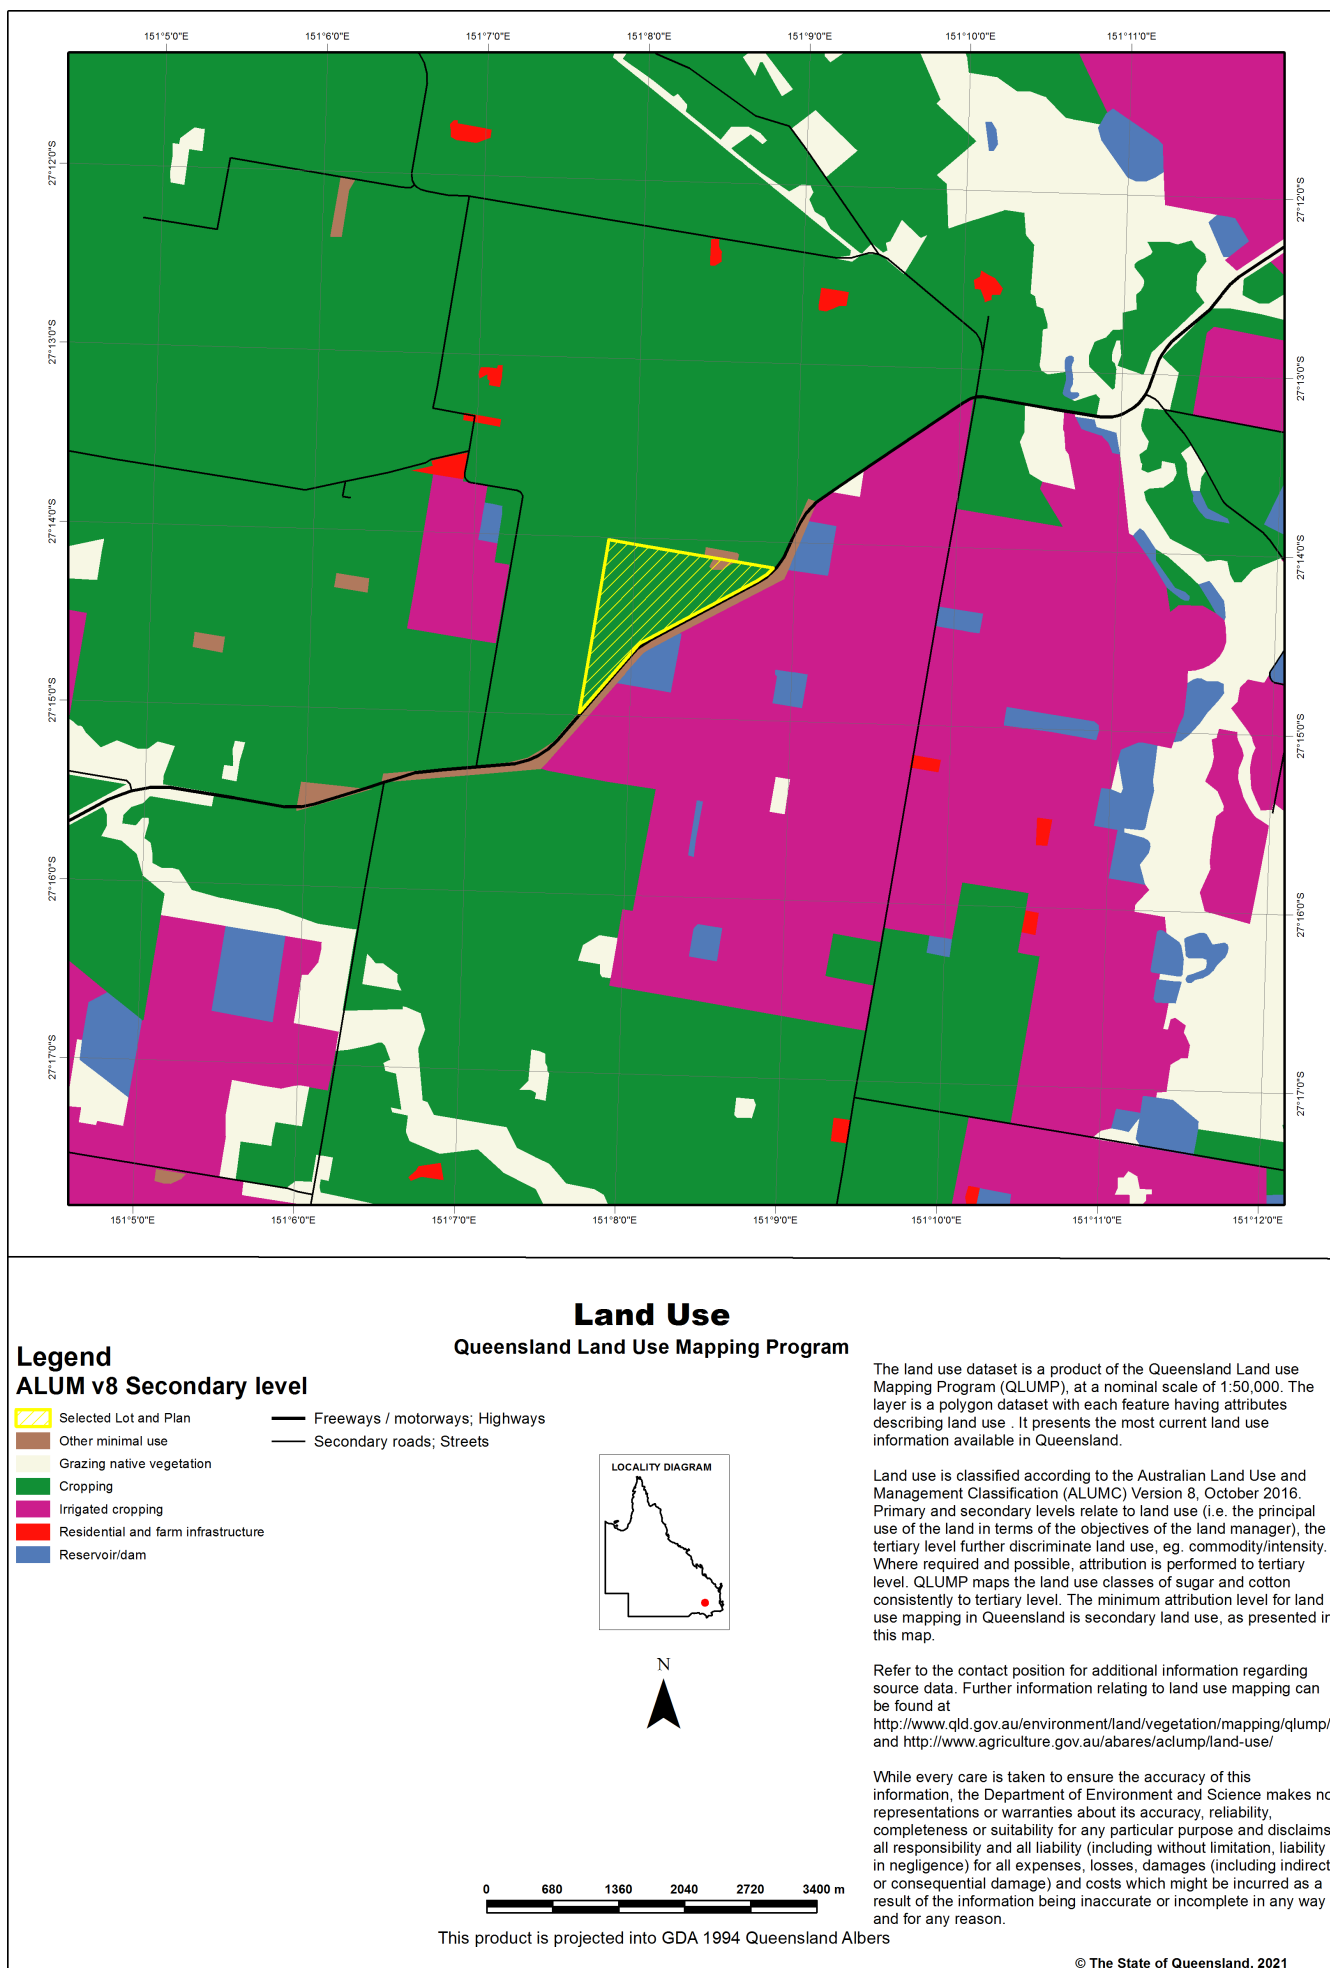 151°5'0"E 151°6'0"E 151°7'0"E 151°8'0"E 151°9'0"E 151°10'0"E 151°11'0"E
27°12'0"S
27°13'0"S
27°14'0"S
27°15'0"S
27°16'0"S
27°17'0"S
27°12'0"S
27°13'0"S
27°14'0"S
27°15'0"S
27°16'0"S
27°17'0"S
151°5'0"E 151°6'0"E 151°7'0"E 151°8'0"E 151°9'0"E 151°10'0"E 151°11'0"E 151°12'0"E
Land Use
Queensland Land Use Mapping Program
Legend
ALUM v8 Secondary level
Selected Lot and Plan
Other minimal use
Grazing native vegetation
Cropping
Irrigated cropping
Residential and farm infrastructure
Reservoir/dam
Freeways / motorways; Highways
Secondary roads; Streets
LOCALITY DIAGRAM
N
0 680 1360 2040 2720 3400 m
This product is projected into GDA 1994 Queensland Albers
The land use dataset is a product of the Queensland Land use
Mapping Program (QLUMP), at a nominal scale of 1:50,000. The
layer is a polygon dataset with each feature having attributes
describing land use . It presents the most current land use
information available in Queensland.
Land use is classified according to the Australian Land Use and
Management Classification (ALUMC) Version 8, October 2016.
Primary and secondary levels relate to land use (i.e. the principal
use of the land in terms of the objectives of the land manager), the
tertiary level further discriminate land use, eg. commodity/intensity.
Where required and possible, attribution is performed to tertiary
level. QLUMP maps the land use classes of sugar and cotton
consistently to tertiary level. The minimum attribution level for land
use mapping in Queensland is secondary land use, as presented in
this map.
Refer to the contact position for additional information regarding
source data. Further information relating to land use mapping can
be found at
http://www.qld.gov.au/environment/land/vegetation/mapping/qlump/
and http://www.agriculture.gov.au/abares/aclump/land-use/
While every care is taken to ensure the accuracy of this
information, the Department of Environment and Science makes no
representations or warranties about its accuracy, reliability,
completeness or suitability for any particular purpose and disclaims
all responsibility and all liability (including without limitation, liability
in negligence) for all expenses, losses, damages (including indirect
or consequential damage) and costs which might be incurred as a
result of the information being inaccurate or incomplete in any way
and for any reason.
© The State of Queensland, 2021